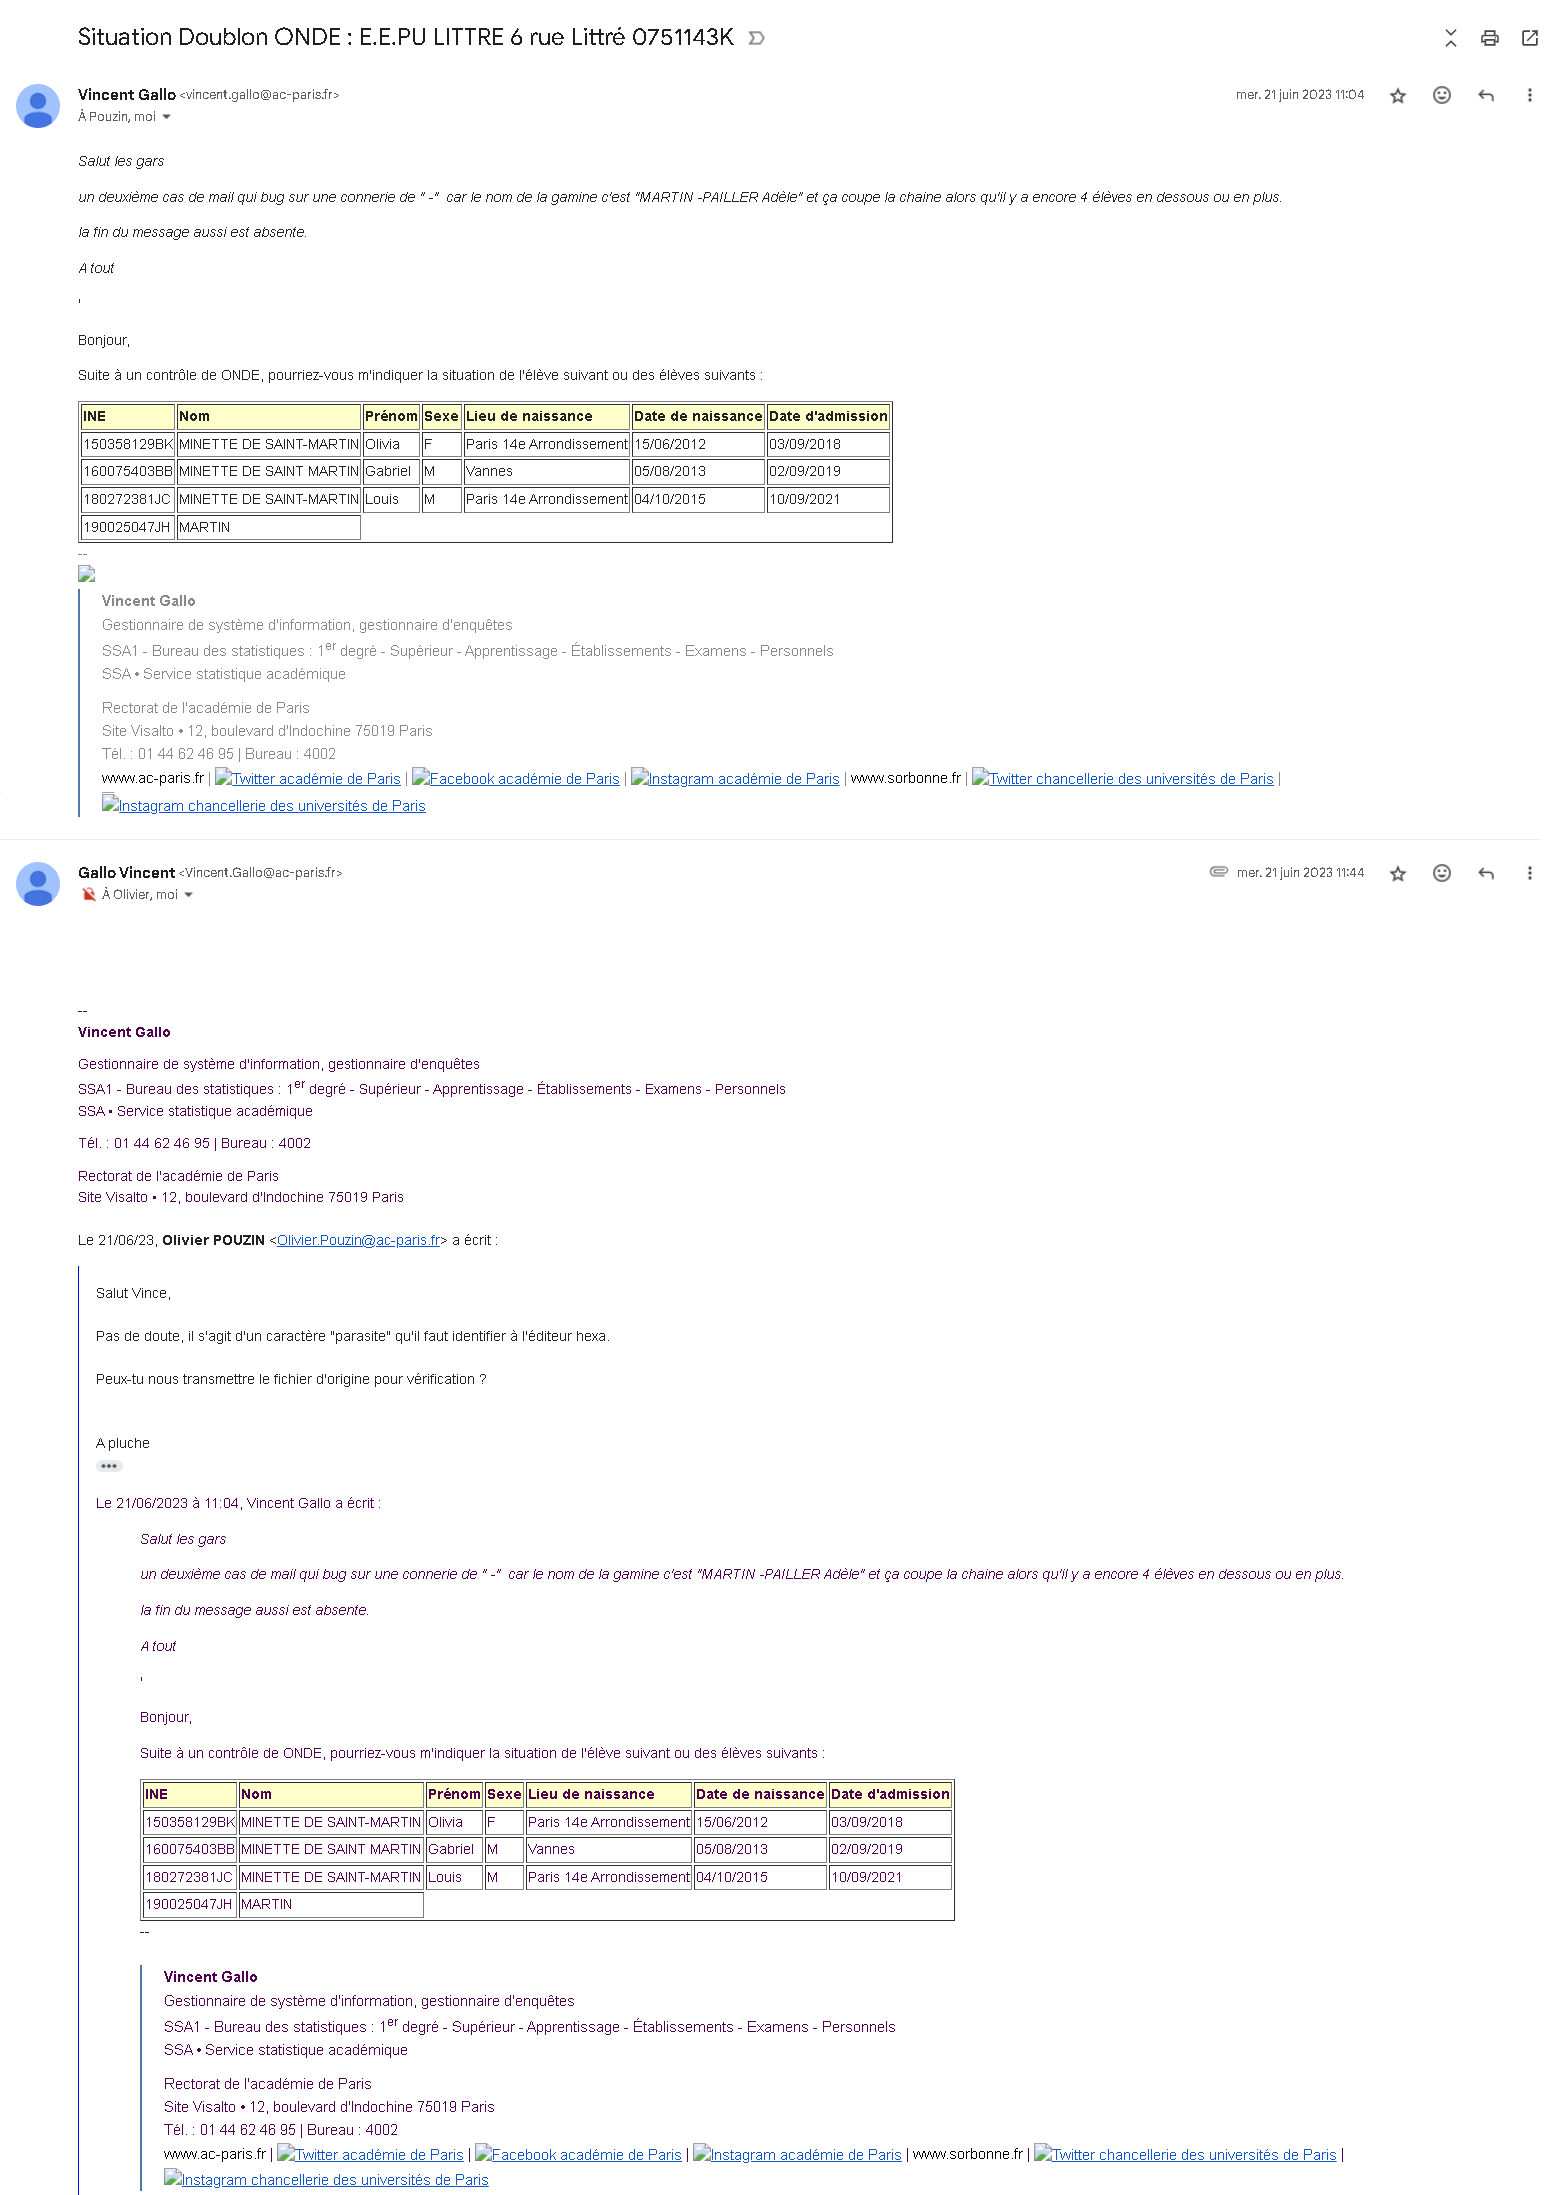 Situation Doublon ONDE : E.E.PU LITTRE 6 rue Littré 0751143K
Vincent Gallo <vincent.gallo@ac-paris.fr>
mer. 21 juin 2023 11:04
À Pouzin, moi
Salut les gars
un deuxième cas de mail qui bug sur une connerie de " -"  car le nom de la gamine c'est "MARTIN -PAILLER Adèle" et ça coupe la chaine alors qu'il y a encore 4 élèves en dessous ou en plus.
la fin du message aussi est absente.
A tout
'
Bonjour,
Suite à un contrôle de ONDE, pourriez-vous m'indiquer la situation de l'élève suivant ou des élèves suivants :
INE Nom Prénom Sexe Lieu de naissance Date de naissance Date d'admission
150358129BK MINETTE DE SAINT-MARTIN Olivia F Paris 14e Arrondissement 15/06/2012 03/09/2018
160075403BB MINETTE DE SAINT MARTIN Gabriel M Vannes 05/08/2013 02/09/2019
180272381JC MINETTE DE SAINT-MARTIN Louis M Paris 14e Arrondissement 04/10/2015 10/09/2021
190025047JH MARTIN
--
Vincent Gallo
Gestionnaire de système d'information, gestionnaire d'enquêtes
SSA1 - Bureau des statistiques : 1er degré - Supérieur - Apprentissage - Établissements - Examens - Personnels
SSA • Service statistique académique
Rectorat de l'académie de Paris
Site Visalto • 12, boulevard d'Indochine 75019 Paris
Tél. : 01 44 62 46 95 | Bureau : 4002
www.ac-paris.fr | Twitter académie de Paris | Facebook académie de Paris | Instagram académie de Paris | www.sorbonne.fr | Twitter chancellerie des universités de Paris |
Instagram chancellerie des universités de Paris
Gallo Vincent <Vincent.Gallo@ac-paris.fr>
mer. 21 juin 2023 11:44
À Olivier, moi
--
Vincent Gallo
Gestionnaire de système d'information, gestionnaire d'enquêtes
SSA1 - Bureau des statistiques : 1er degré - Supérieur - Apprentissage - Établissements - Examens - Personnels
SSA • Service statistique académique
Tél. : 01 44 62 46 95 | Bureau : 4002
Rectorat de l'académie de Paris
Site Visalto • 12, boulevard d'Indochine 75019 Paris
Le 21/06/23, Olivier POUZIN <Olivier.Pouzin@ac-paris.fr> a écrit :
Salut Vince,
Pas de doute, il s'agit d'un caractère "parasite" qu'il faut identifier à l'éditeur hexa.
Peux-tu nous transmettre le fichier d'origine pour vérification ?
A pluche
Le 21/06/2023 à 11:04, Vincent Gallo a écrit :
Salut les gars
un deuxième cas de mail qui bug sur une connerie de " -"  car le nom de la gamine c'est "MARTIN -PAILLER Adèle" et ça coupe la chaine alors qu'il y a encore 4 élèves en dessous ou en plus.
la fin du message aussi est absente.
A tout
'
Bonjour,
Suite à un contrôle de ONDE, pourriez-vous m'indiquer la situation de l'élève suivant ou des élèves suivants :
INE Nom Prénom Sexe Lieu de naissance Date de naissance Date d'admission
150358129BK MINETTE DE SAINT-MARTIN Olivia F Paris 14e Arrondissement 15/06/2012 03/09/2018
160075403BB MINETTE DE SAINT MARTIN Gabriel M Vannes 05/08/2013 02/09/2019
180272381JC MINETTE DE SAINT-MARTIN Louis M Paris 14e Arrondissement 04/10/2015 10/09/2021
190025047JH MARTIN
--
Vincent Gallo
Gestionnaire de système d'information, gestionnaire d'enquêtes
SSA1 - Bureau des statistiques : 1er degré - Supérieur - Apprentissage - Établissements - Examens - Personnels
SSA • Service statistique académique
Rectorat de l'académie de Paris
Site Visalto • 12, boulevard d'Indochine 75019 Paris
Tél. : 01 44 62 46 95 | Bureau : 4002
www.ac-paris.fr | Twitter académie de Paris | Facebook académie de Paris | Instagram académie de Paris | www.sorbonne.fr | Twitter chancellerie des universités de Paris |
Instagram chancellerie des universités de Paris